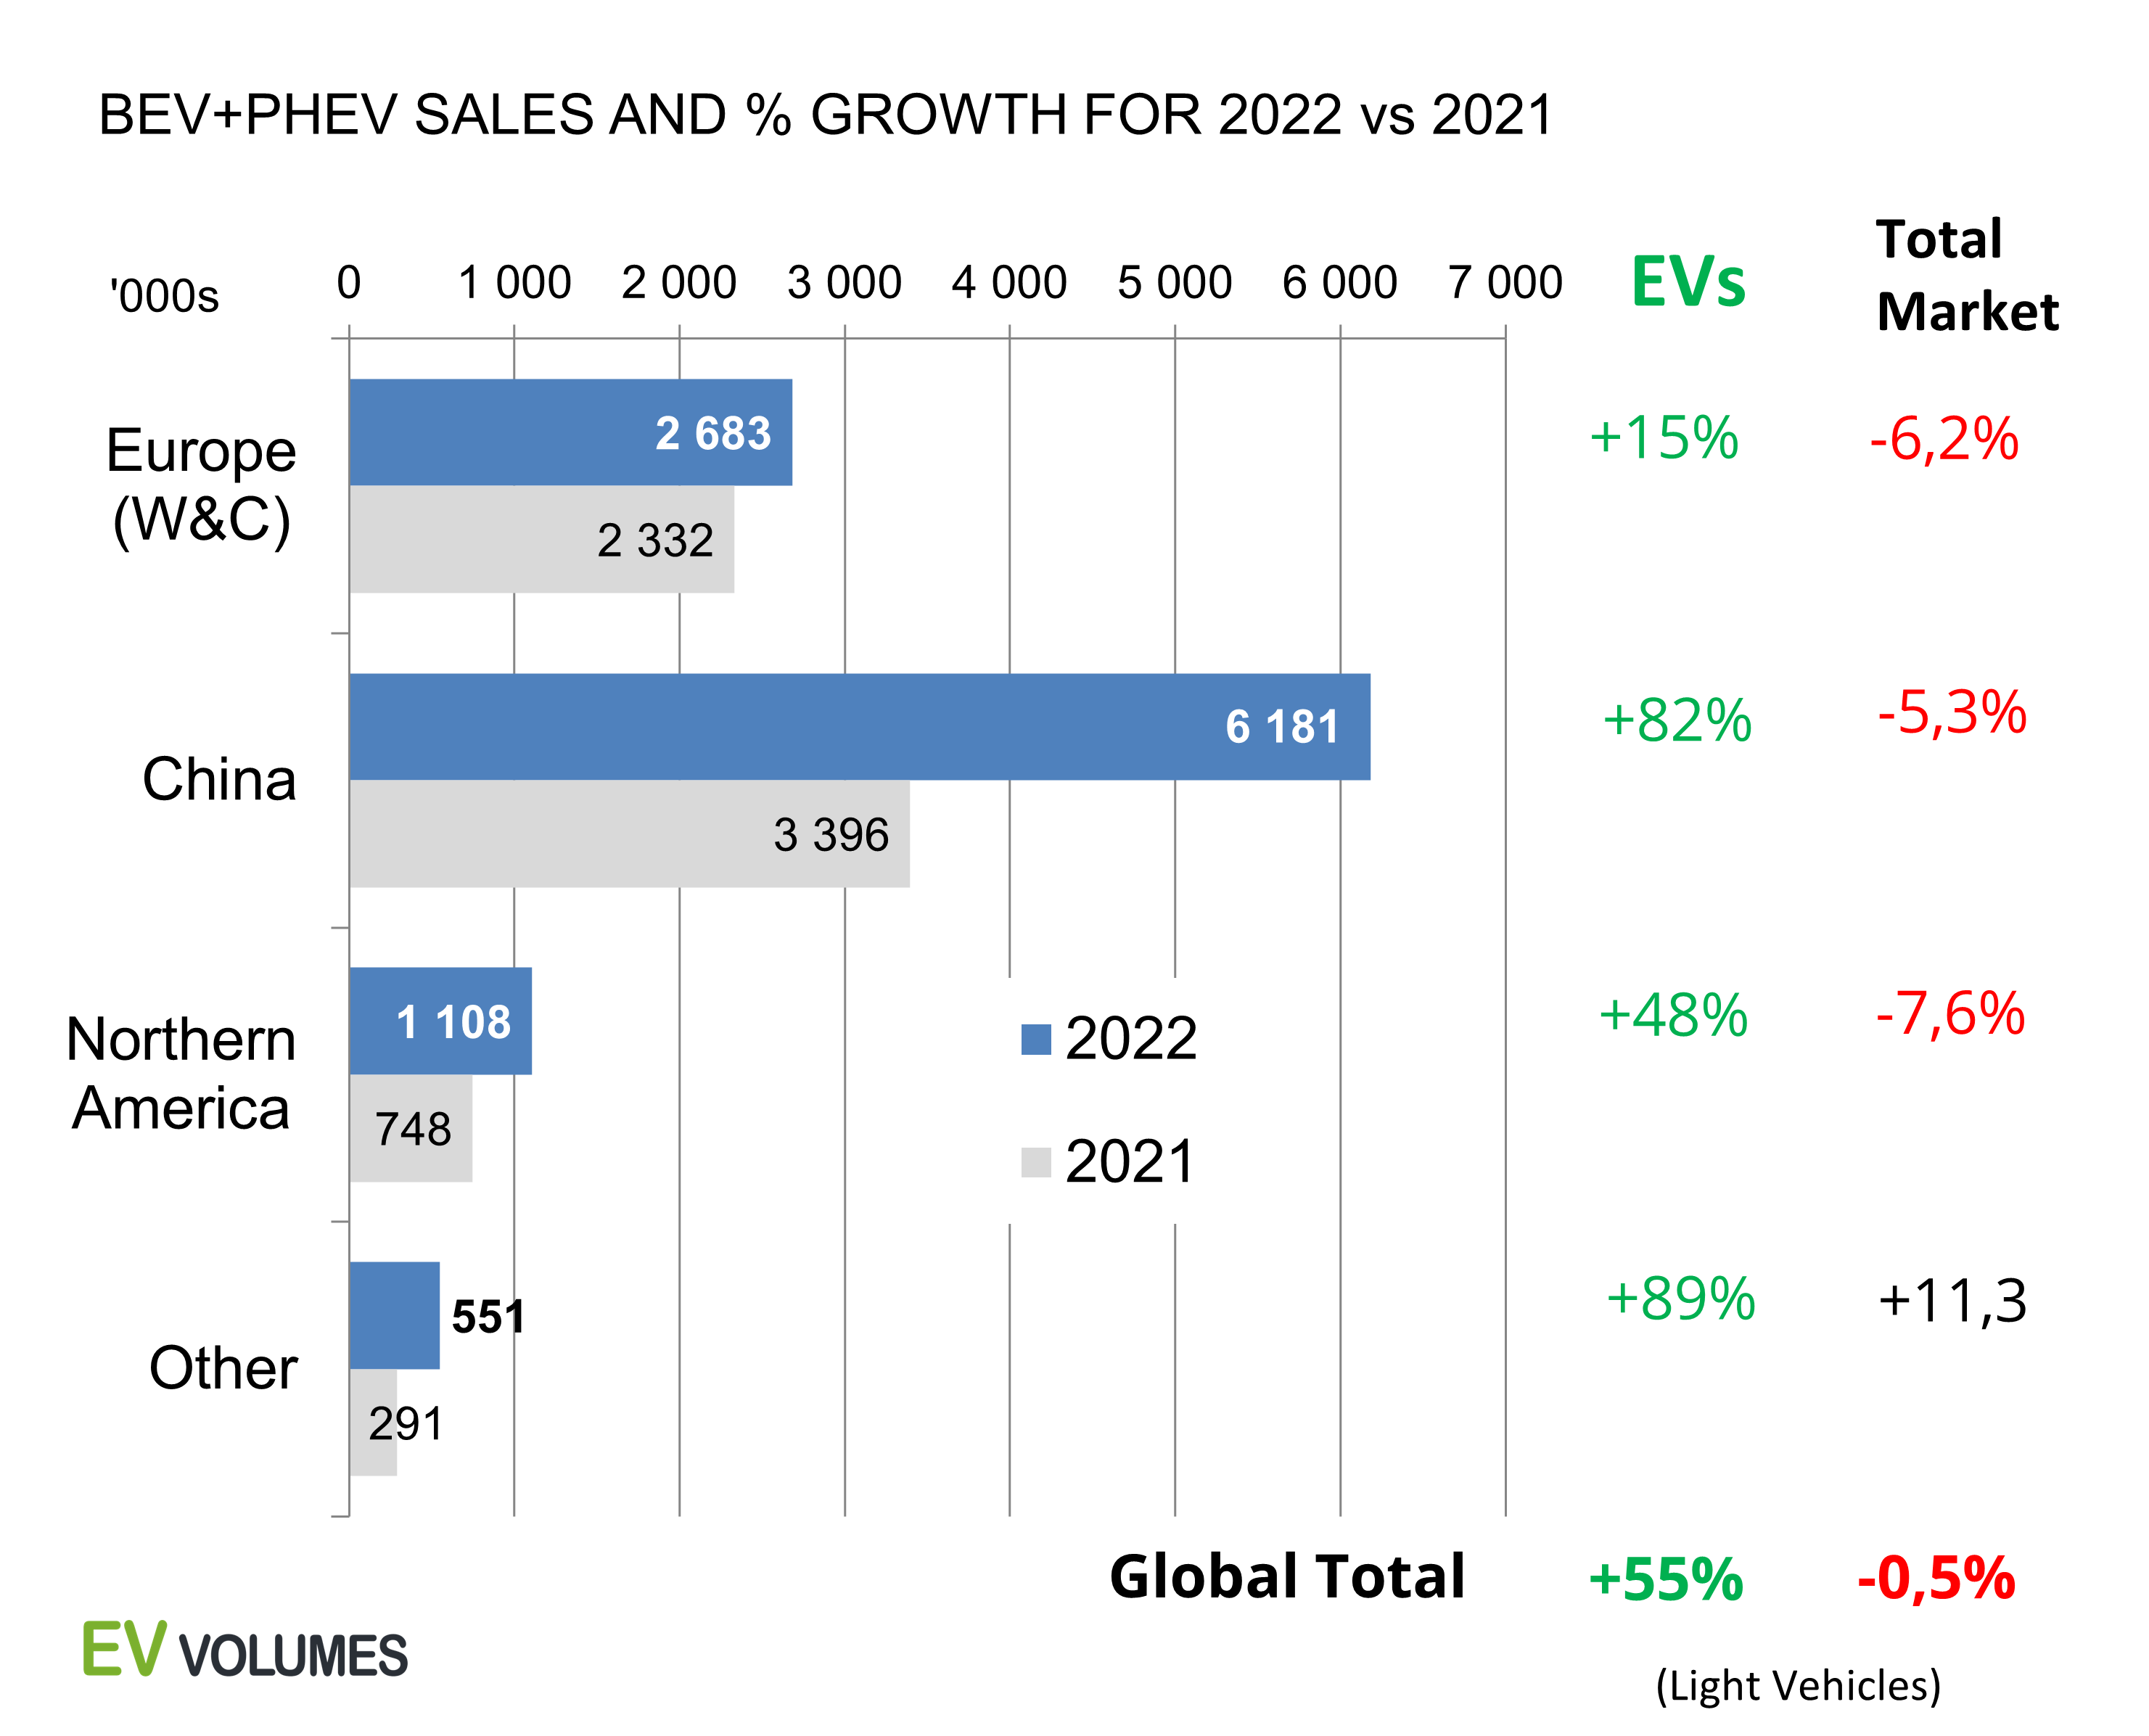 BEV+PHEV SALES AND % GROWTH FOR 2022 vs 2021
'000s 0 1 000 2 000 3 000 4 000 5 000 6 000 7 000 EVs Total
Market
Europe
(W&C)
2 683
2 332
+15% -6,2%
China
6 181
3 396
+82% -5,3%
Northern
America
1 108
748
+48% -7,6%
2022
2021
Other
551
291
+89% +11,3
Global Total +55% -0,5%
EV VOLUMES
(Light Vehicles)